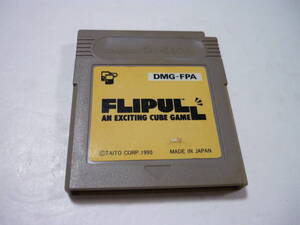 DMG-FPA
FLIPULL
AN EXCITING CUBE GAME
©TAITO CORP. 1990 MADE IN JAPAN